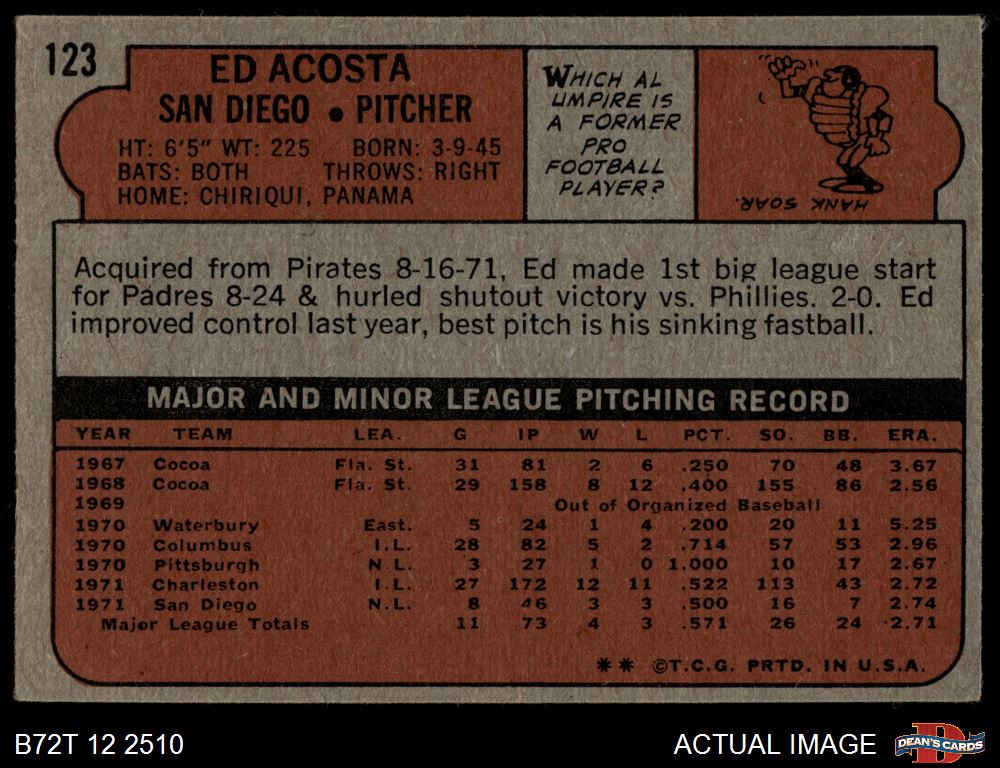 123
ED ACOSTA
SAN DIEGO • PITCHER
HT: 6'5" WT: 225 BORN: 3-9-45
BATS: BOTH THROWS: RIGHT
HOME: CHIRIQUI, PANAMA
WHICH AL
UMPIRE IS
A FORMER
PRO
FOOTBALL
PLAYER?
HANK SOAR.
Acquired from Pirates 8-16-71, Ed made 1st big league start
for Padres 8-24 & hurled shutout victory vs. Phillies. 2-0. Ed
improved control last year, best pitch is his sinking fastball.
MAJOR AND MINOR LEAGUE PITCHING RECORD
YEAR TEAM LEA. G IP W L PCT. SO. BB. ERA.
1967 Cocoa Fla. St. 31 81 2 6 .250 70 48 3.67
1968 Cocoa Fla. St. 29 158 8 12 .400 155 86 2.56
1969 Out of Organized Baseball
1970 Waterbury East. 5 24 1 4 .200 20 11 5.25
1970 Columbus I.L. 28 82 5 2 .714 57 53 2.96
1970 Pittsburgh N.L. 3 27 1 0 1.000 10 17 2.67
1971 Charleston I.L. 27 172 12 11 .522 113 43 2.72
1971 San Diego N.L. 8 46 3 3 .500 16 7 2.74
Major League Totals 11 73 4 3 .571 26 24 2.71
** ©T.C.G. PRTD. IN U.S.A.
B72T 12 2510
ACTUAL IMAGE
D
DEAN'S CARDS